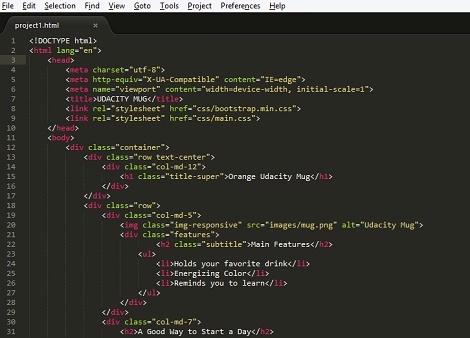 File Edit Selection Find View Goto Tools Project Preferences Help
project1.html ×
1 <!DOCTYPE html>
2 <html lang="en">
3 <head>
4 <meta charset="utf-8">
5 <meta http-equiv="X-UA-Compatible" content="IE=edge">
6 <meta name="viewport" content="width=device-width, initial-scale=1">
7 <title>UDACITY MUG</title>
8 <link rel="stylesheet" href="css/bootstrap.min.css">
9 <link rel="stylesheet" href="css/main.css">
10 </head>
11 <body>
12 <div class="container">
13 <div class="row text-center">
14 <div class="col-md-12">
15 <h1 class="title-super">Orange Udacity Mug</h1>
16 </div>
17 </div>
18 <div class="row">
19 <div class="col-md-5">
20 <img class="img-responsive" src="images/mug.png" alt="Udacity Mug">
21 <div class="features">
22 <h2 class="subtitle">Main Features</h2>
23 <ul>
24 <li>Holds your favorite drink</li>
25 <li>Energizing Color</li>
26 <li>Reminds you to learn</li>
27 </ul>
28 </div>
29 </div>
30 <div class="col-md-7">
31 <h2>A Good Way to Start a Day</h2>